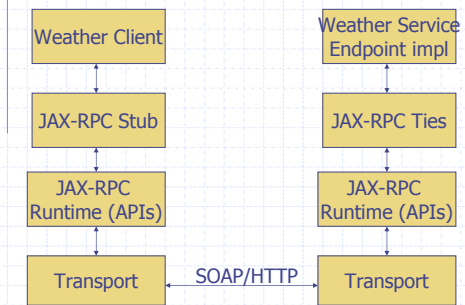 Weather Client
Weather Service
Endpoint impl
JAX-RPC Stub
JAX-RPC Ties
JAX-RPC
Runtime (APIs)
JAX-RPC
Runtime (APIs)
Transport
SOAP/HTTP
Transport